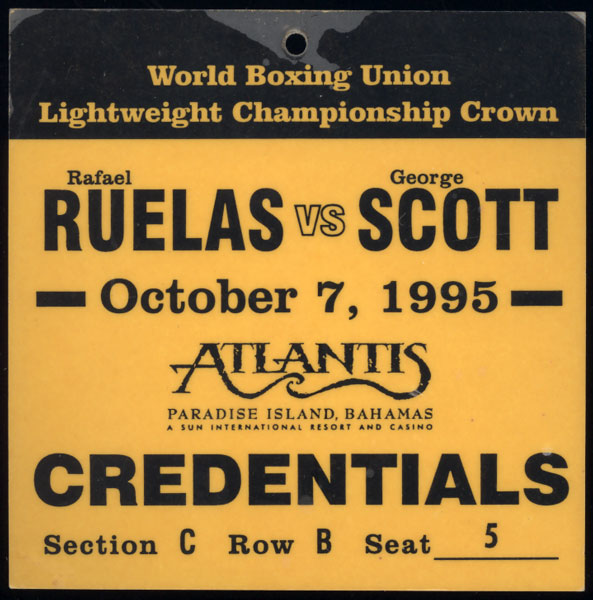 World Boxing Union
Lightweight Championship Crown
Rafael George
RUELAS VS SCOTT
October 7, 1995
ATLANTIS
PARADISE ISLAND, BAHAMAS
A SUN INTERNATIONAL RESORT AND CASINO
CREDENTIALS
Section C Row B Seat 5